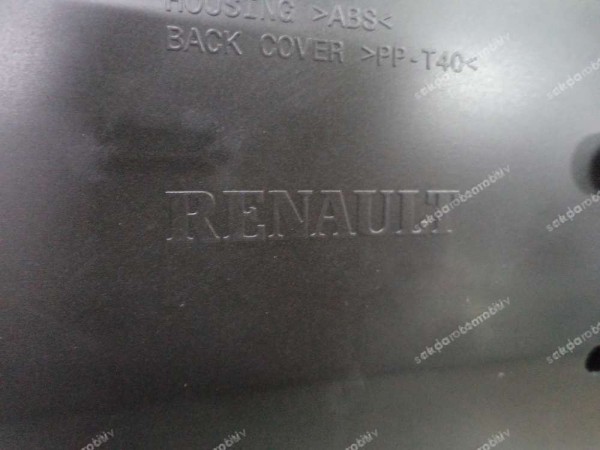 HOUSING >ABS<
BACK COVER >PP-T40<
RENAULT